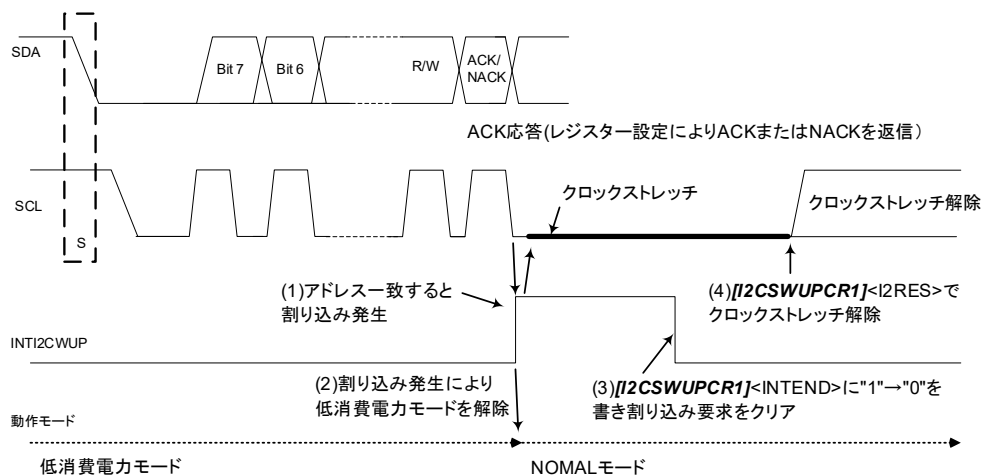 SDA
Bit 7
Bit 6
R/W
ACK/
NACK
ACK応答(レジスター設定によりACKまたはNACKを返信）
SCL
S
クロックストレッチ
クロックストレッチ解除
(1)アドレス一致すると
割り込み発生
(4)[I2CSWUPCR1]<I2RES>で
クロックストレッチ解除
INTI2CWUP
(2)割り込み発生により
低消費電力モードを解除
(3)[I2CSWUPCR1]<INTEND>に"1"→"0"を
書き割り込み要求をクリア
動作モード
低消費電力モード
NOMALモード